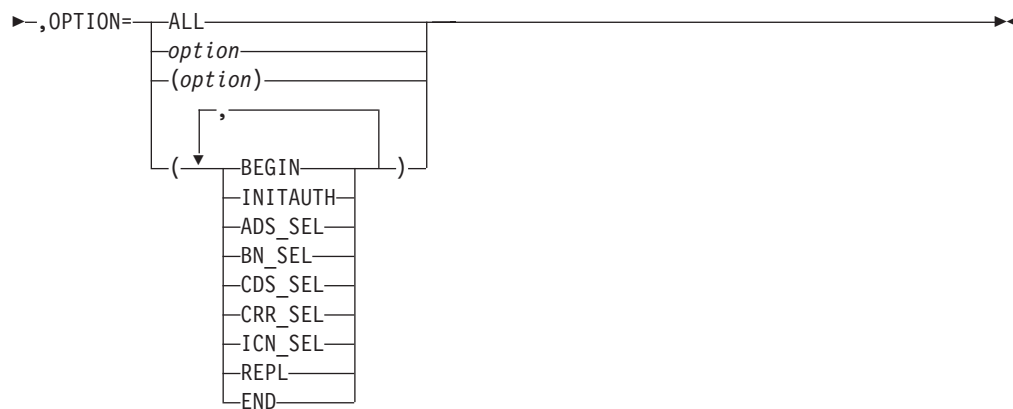 ,OPTION= ALL
option
(option)
,
( BEGIN )
INITAUTH
ADS_SEL
BN_SEL
CDS_SEL
CRR_SEL
ICN_SEL
REPL
END